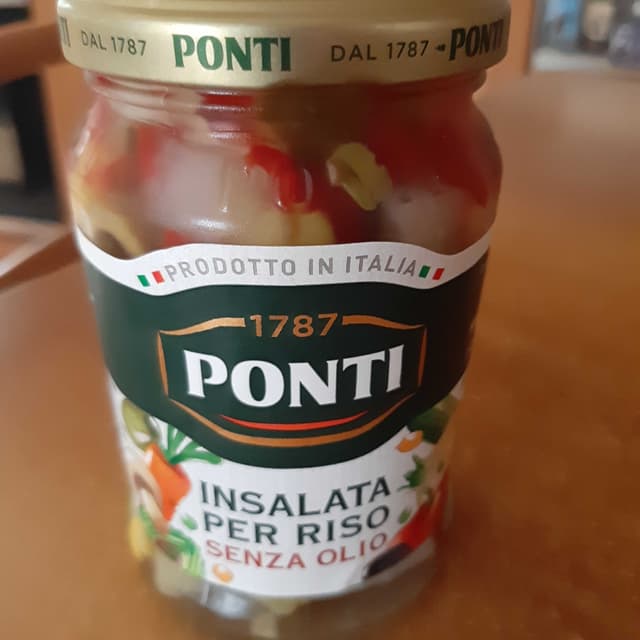 DAL 1787 PONTI DAL 1787 PONTI
PRODOTTO IN ITALIA
1787
PONTI
INSALATA
PER RISO
SENZA OLIO